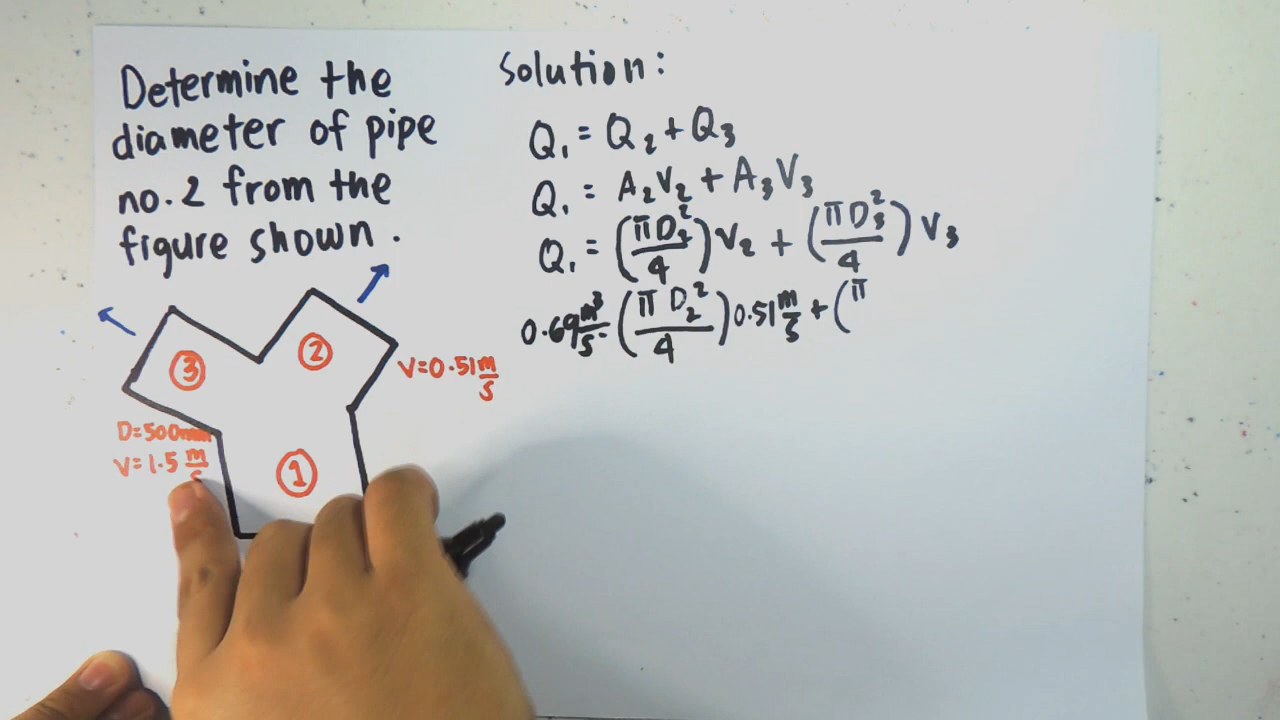 Determine the
diameter of pipe
no. 2 from the
figure shown.
Solution:
Q₁ = Q₂ + Q₃
Q₁ = A₂V₂ + A₃V₃
Q₁ = (πD₂²/4) V₂ + (πD₃²/4) V₃
0.69 m³/s = (π D₂²/4) 0.51 m/s + (π
③
②
V=0.51 m/s
D=500mm
V=1.5 m/s
①